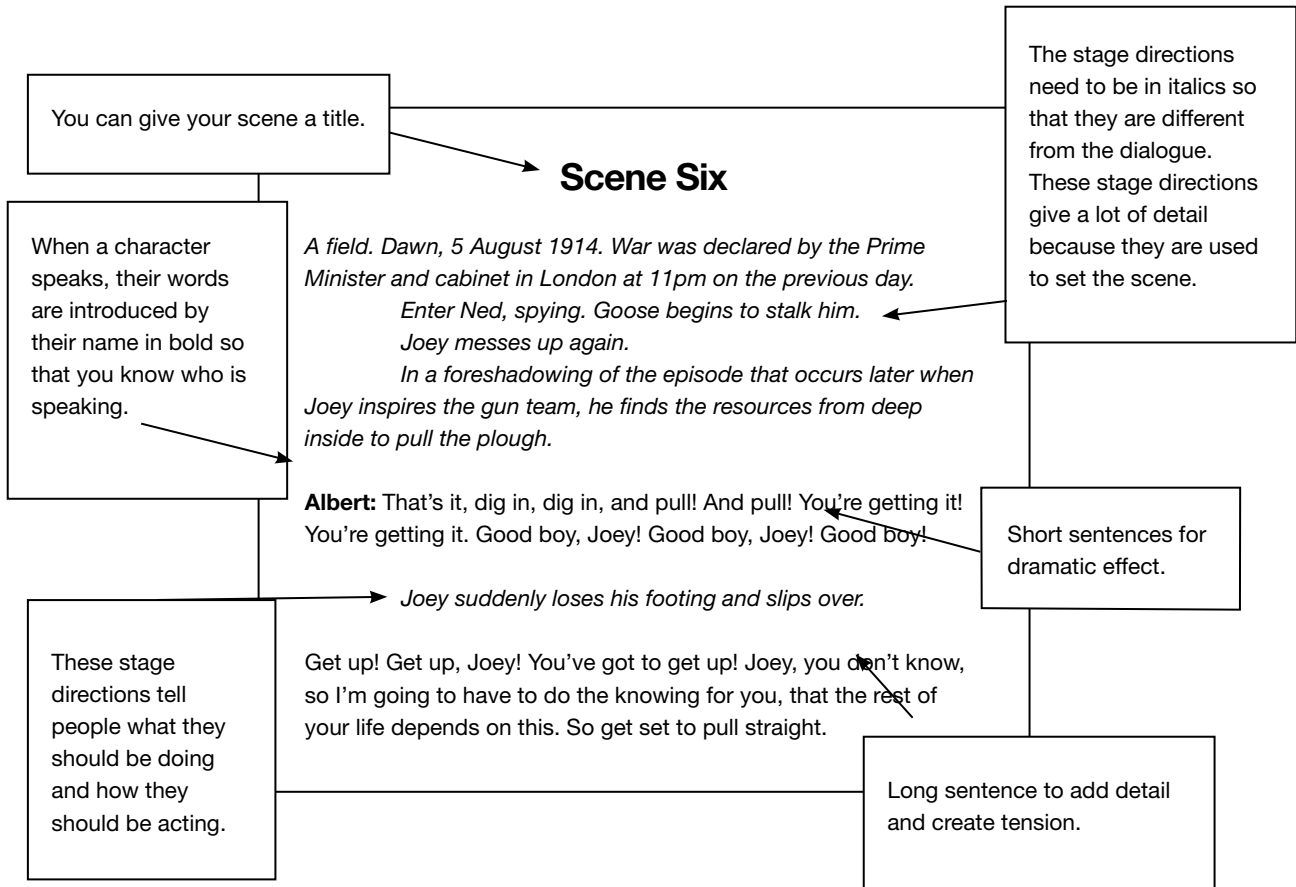 You can give your scene a title.
The stage directions
need to be in italics so
that they are different
from the dialogue.
These stage directions
give a lot of detail
because they are used
to set the scene.
Scene Six
When a character
speaks, their words
are introduced by
their name in bold so
that you know who is
speaking.
A field. Dawn, 5 August 1914. War was declared by the Prime
Minister and cabinet in London at 11pm on the previous day.
Enter Ned, spying. Goose begins to stalk him.
Joey messes up again.
In a foreshadowing of the episode that occurs later when
Joey inspires the gun team, he finds the resources from deep
inside to pull the plough.
Albert: That's it, dig in, dig in, and pull! And pull! You're getting it!
You're getting it. Good boy, Joey! Good boy, Joey! Good boy!
Short sentences for
dramatic effect.
Joey suddenly loses his footing and slips over.
These stage
directions tell
people what they
should be doing
and how they
should be acting.
Get up! Get up, Joey! You've got to get up! Joey, you don't know,
so I'm going to have to do the knowing for you, that the rest of
your life depends on this. So get set to pull straight.
Long sentence to add detail
and create tension.